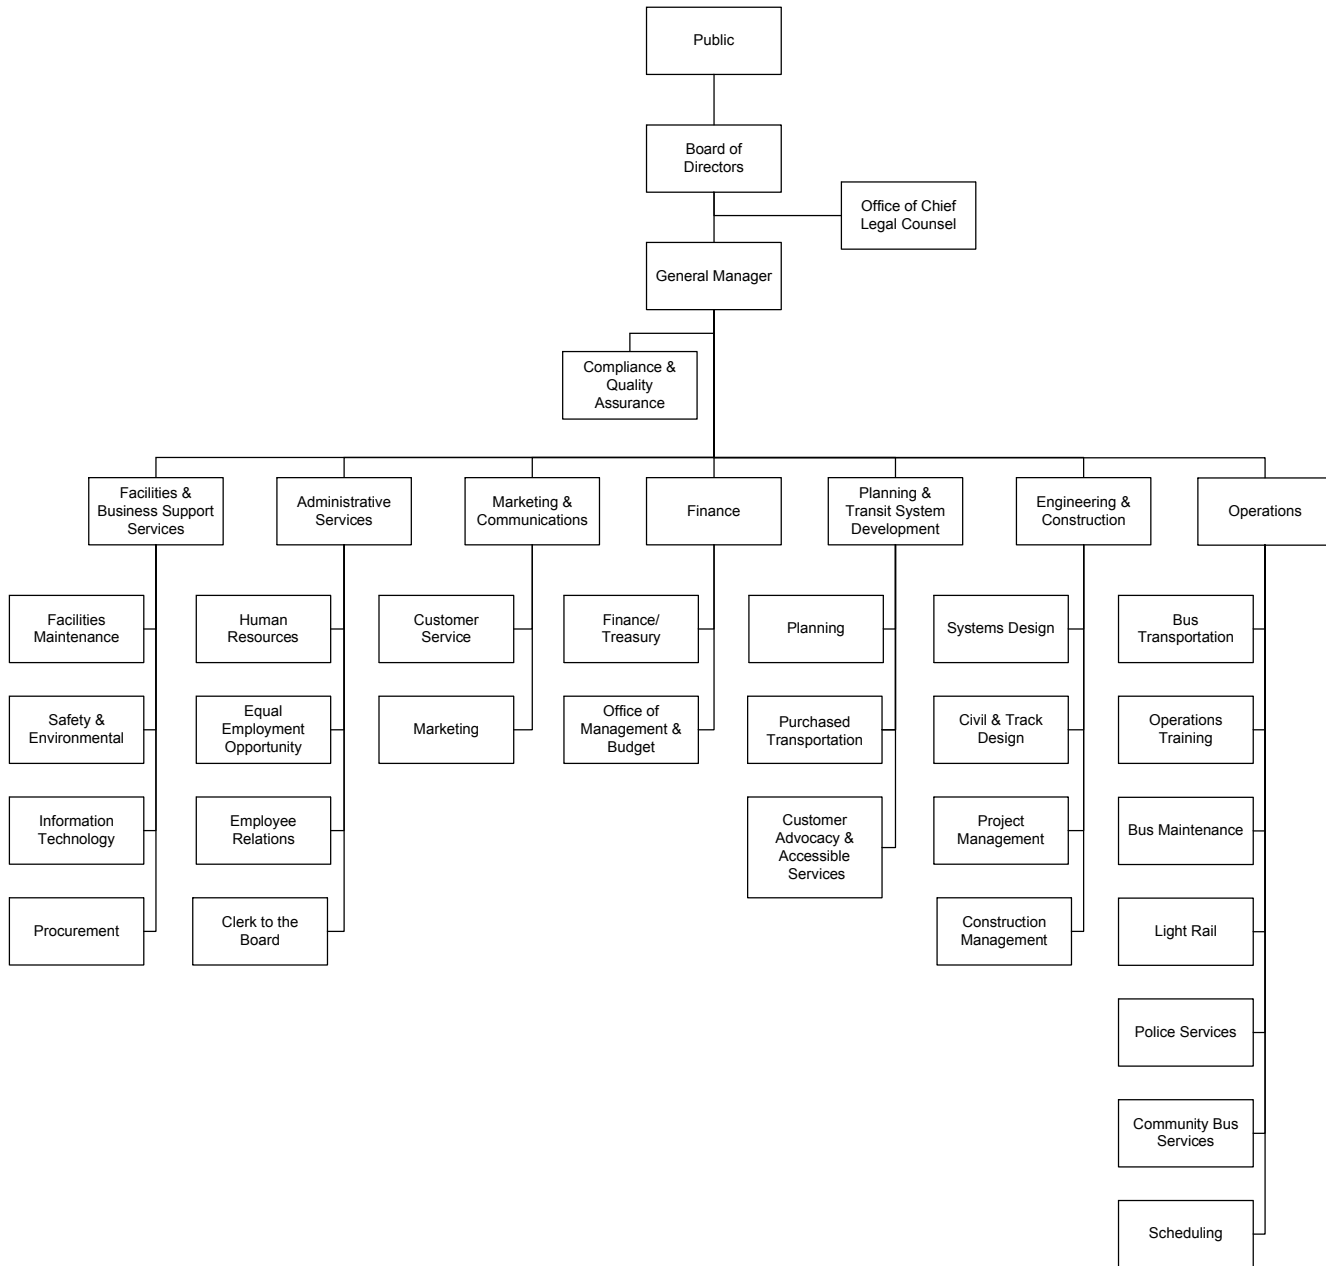 Public
Board of
Directors
Office of Chief
Legal Counsel
General Manager
Compliance &
Quality
Assurance
Facilities &
Business Support
Services
Administrative
Services
Marketing &
Communications
Finance
Planning &
Transit System
Development
Engineering &
Construction
Operations
Facilities
Maintenance
Human
Resources
Customer
Service
Finance/
Treasury
Planning
Systems Design
Bus
Transportation
Safety &
Environmental
Equal
Employment
Opportunity
Marketing
Office of
Management &
Budget
Purchased
Transportation
Civil & Track
Design
Operations
Training
Information
Technology
Employee
Relations
Customer
Advocacy &
Accessible
Services
Project
Management
Bus Maintenance
Procurement
Clerk to the
Board
Construction
Management
Light Rail
Police Services
Community Bus
Services
Scheduling